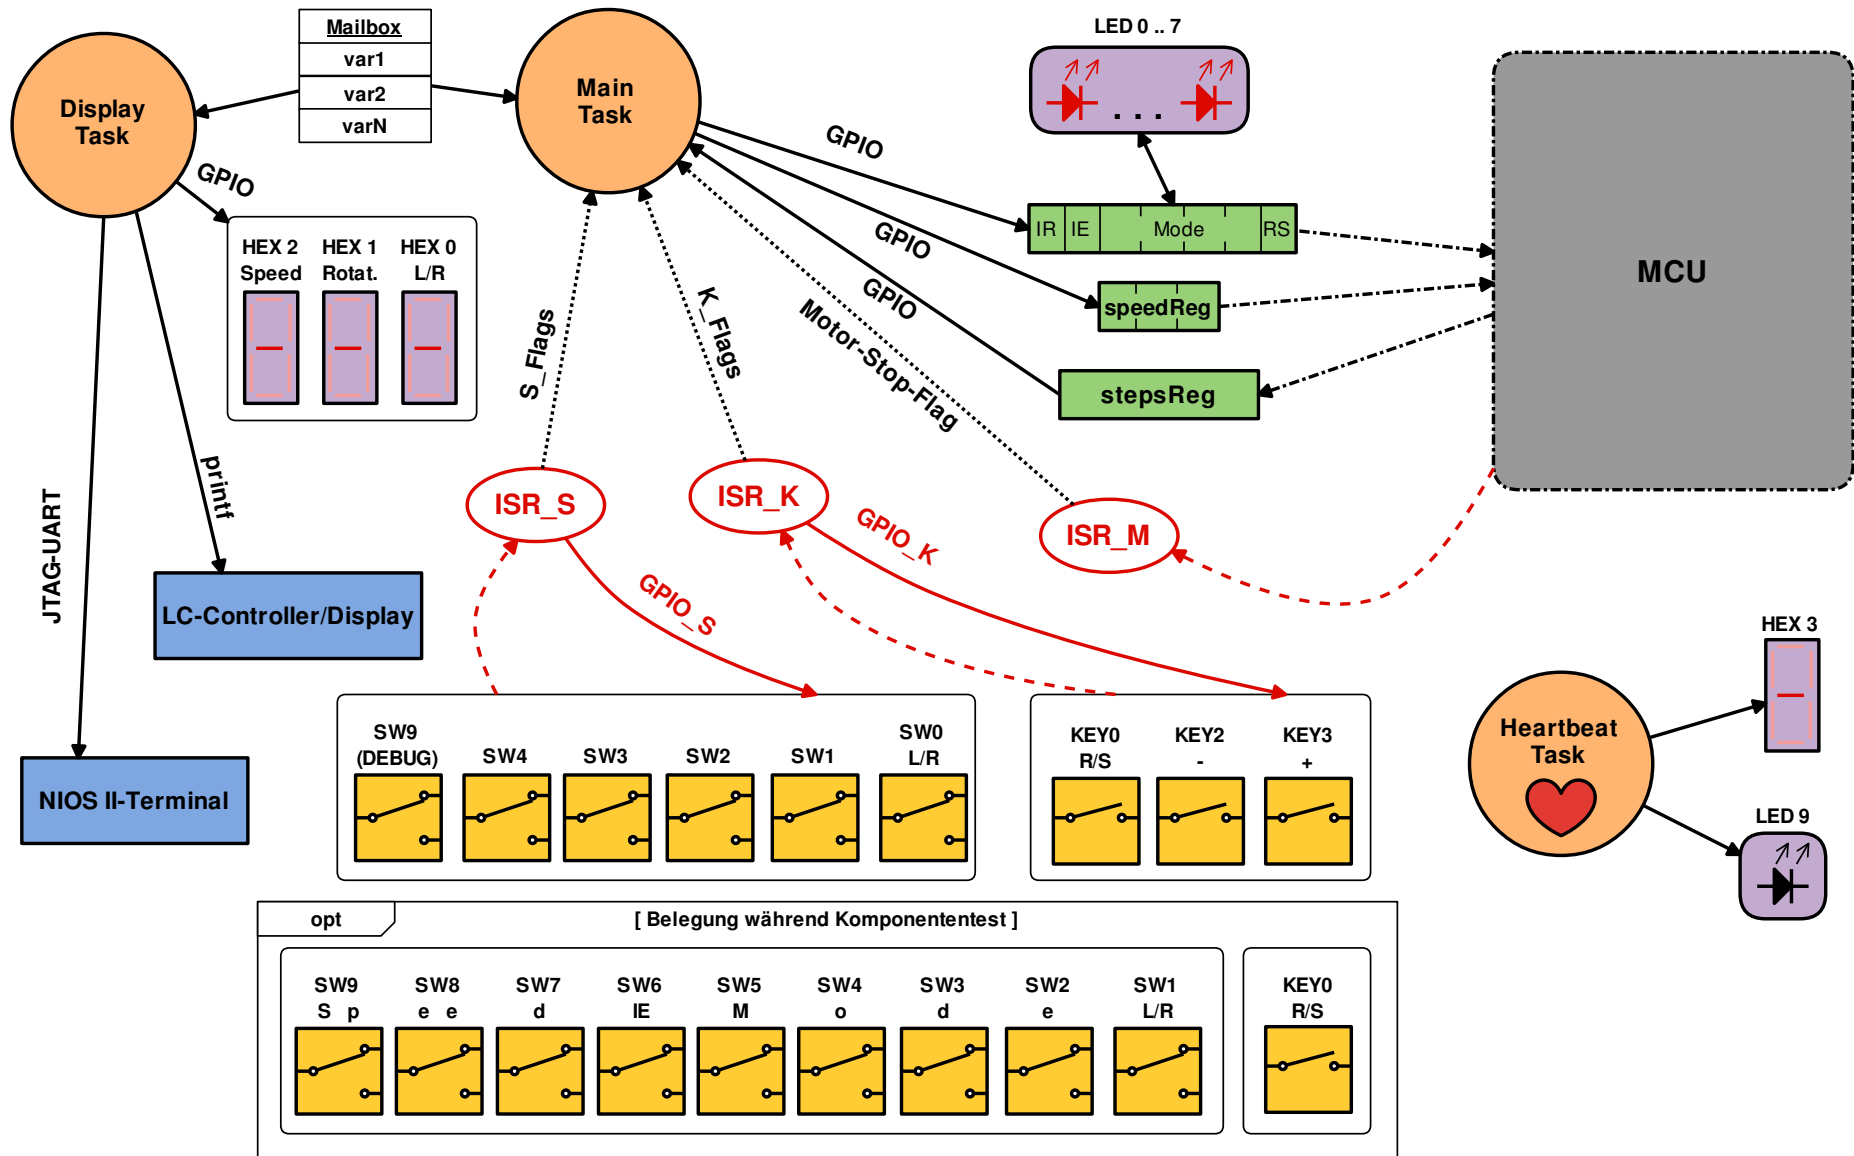 Mailbox
var1
var2
varN
Display
Task
Main
Task
LED 0 .. 7
. . .
GPIO
GPIO
GPIO
GPIO
IR IE Mode RS
speedReg
stepsReg
MCU
HEX 2
Speed
HEX 1
Rotat.
HEX 0
L/R
S_Flags
K_Flags
Motor-Stop-Flag
JTAG-UART
printf
ISR_S
ISR_K
ISR_M
GPIO_S
GPIO_K
LC-Controller/Display
NIOS II-Terminal
SW9
(DEBUG)
SW4
SW3
SW2
SW1
SW0
L/R
KEY0
R/S
KEY2
-
KEY3
+
HEX 3
Heartbeat
Task
LED 9
opt
[ Belegung während Komponententest ]
SW9
S p
SW8
e e
SW7
d
SW6
IE
SW5
M
SW4
o
SW3
d
SW2
e
SW1
L/R
KEY0
R/S